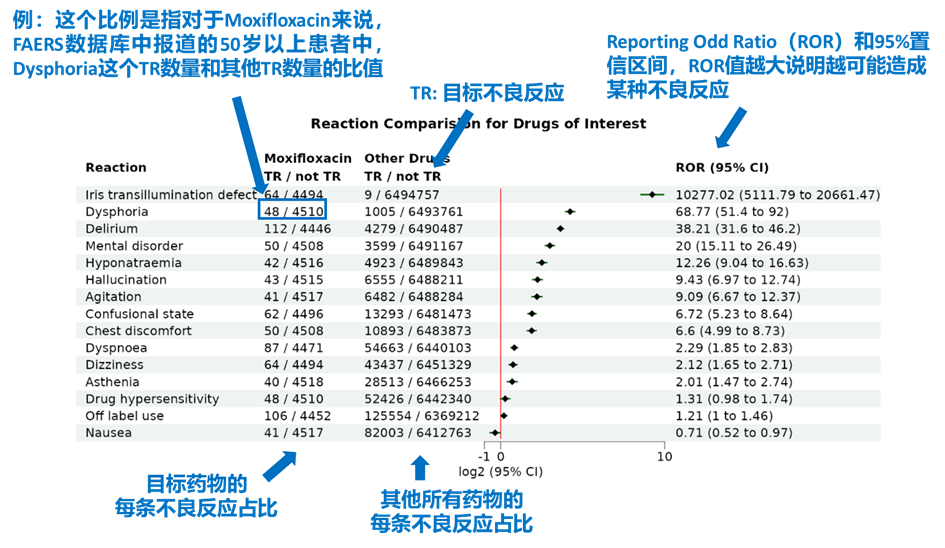 例：这个比例是指对于Moxifloxacin来说，
FAERS数据库中报道的50岁以上患者中，
Dysphoria这个TR数量和其他TR数量的比值
TR: 目标不良反应
Reporting Odd Ratio（ROR）和95%置
信区间，ROR值越大说明越可能造成
某种不良反应
Reaction Comparision for Drugs of Interest
Reaction Moxifloxacin Other Drugs ROR (95% CI)
TR / not TR TR / not TR
Iris transillumination defect 64 / 4494 9 / 6494757 10277.02 (5111.79 to 20661.47)
Dysphoria 48 / 4510 1005 / 6493761 68.77 (51.4 to 92)
Delirium 112 / 4446 4279 / 6490487 38.21 (31.6 to 46.2)
Mental disorder 50 / 4508 3599 / 6491167 20 (15.11 to 26.49)
Hyponatraemia 42 / 4516 4923 / 6489843 12.26 (9.04 to 16.63)
Hallucination 43 / 4515 6555 / 6488211 9.43 (6.97 to 12.74)
Agitation 41 / 4517 6482 / 6488284 9.09 (6.67 to 12.37)
Confusional state 62 / 4496 13293 / 6481473 6.72 (5.23 to 8.64)
Chest discomfort 50 / 4508 10893 / 6483873 6.6 (4.99 to 8.73)
Dyspnoea 87 / 4471 54663 / 6440103 2.29 (1.85 to 2.83)
Dizziness 64 / 4494 43437 / 6451329 2.12 (1.65 to 2.71)
Asthenia 40 / 4518 28513 / 6466253 2.01 (1.47 to 2.74)
Drug hypersensitivity 48 / 4510 52426 / 6442340 1.31 (0.98 to 1.74)
Off label use 106 / 4452 125554 / 6369212 1.21 (1 to 1.46)
Nausea 41 / 4517 82003 / 6412763 0.71 (0.52 to 0.97)
-1 0 10
log2 (95% CI)
目标药物的
每条不良反应占比
其他所有药物的
每条不良反应占比